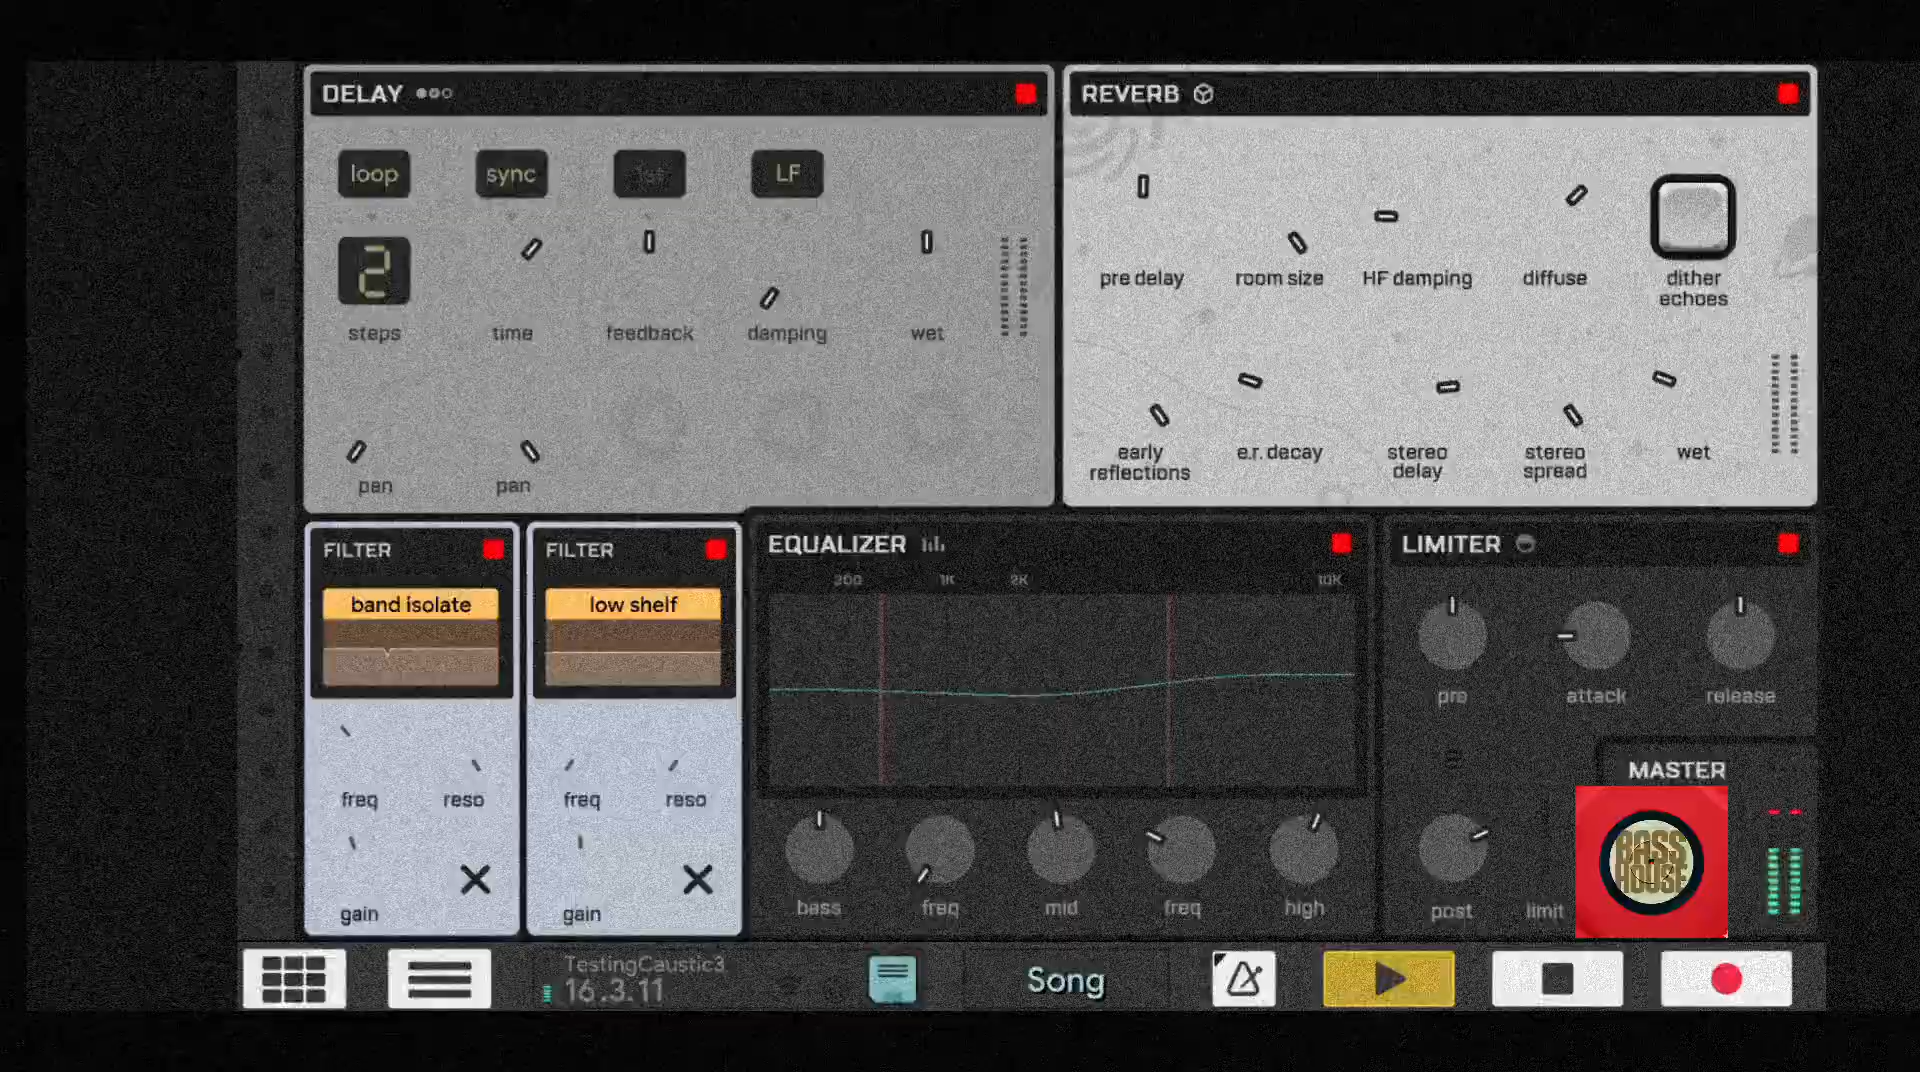 DELAY
REVERB
loop
sync
1st
LF
2
steps
time
feedback
damping
wet
pan
pan
pre delay
room size
HF damping
diffuse
dither
echoes
early
reflections
e.r. decay
stereo
delay
stereo
spread
wet
FILTER
band isolate
freq
reso
gain
FILTER
low shelf
freq
reso
gain
EQUALIZER
200
1K
2K
10K
bass
freq
mid
freq
high
LIMITER
pre
attack
release
post
limit
MASTER
BASS
HOUSE
TestingCaustic3
16.3.11
Song